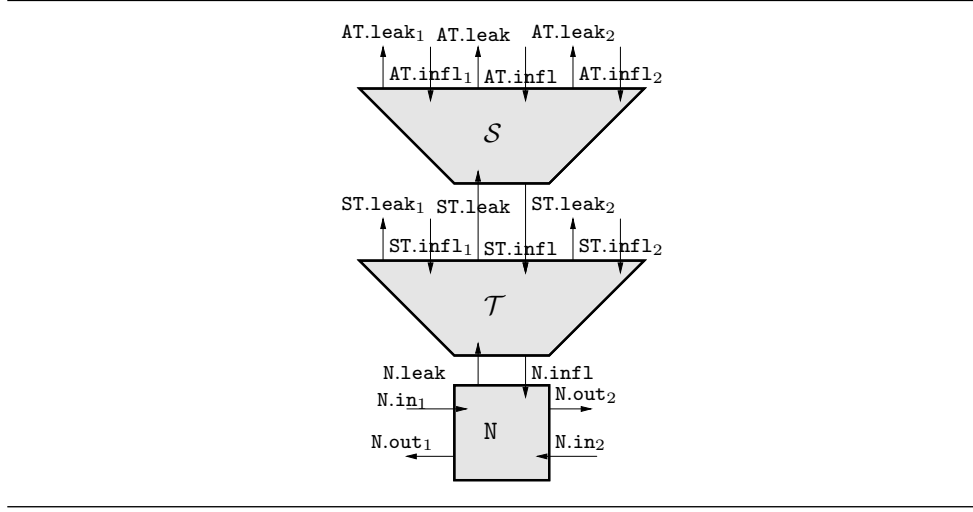 AT.leak₁ AT.leak AT.leak₂
AT.infl₁ AT.infl AT.infl₂
𝒮
ST.leak₁ ST.leak ST.leak₂
ST.infl₁ ST.infl ST.infl₂
𝒯
N.leak N.infl
N.in₁ N.out₂
N
N.out₁ N.in₂